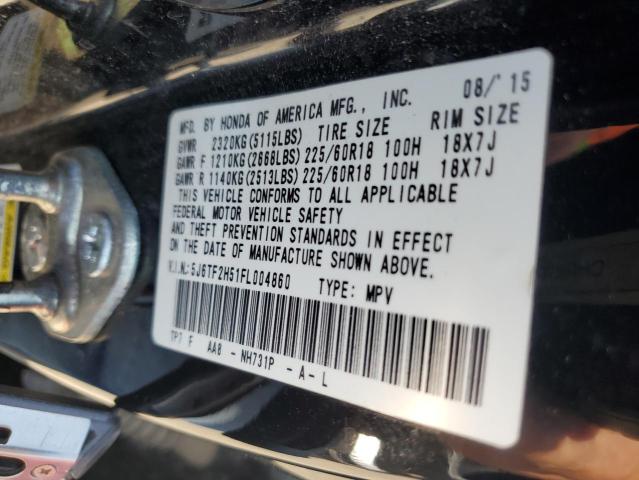 MFD. BY HONDA OF AMERICA MFG., INC. 08/'15
GVWR 2320KG(5115LBS) TIRE SIZE RIM SIZE
GAWR F 1210KG(2668LBS) 225/60R18 100H 18X7J
GAWR R 1140KG(2513LBS) 225/60R18 100H 18X7J
THIS VEHICLE CONFORMS TO ALL APPLICABLE
FEDERAL MOTOR VEHICLE SAFETY
AND THEFT PREVENTION STANDARDS IN EFFECT
ON THE DATE OF MANUFACTURE SHOWN ABOVE.
V.I.N.:5J6TF2H51FL004860 TYPE: MPV
TP7 F AA8 - NH731P - A - L